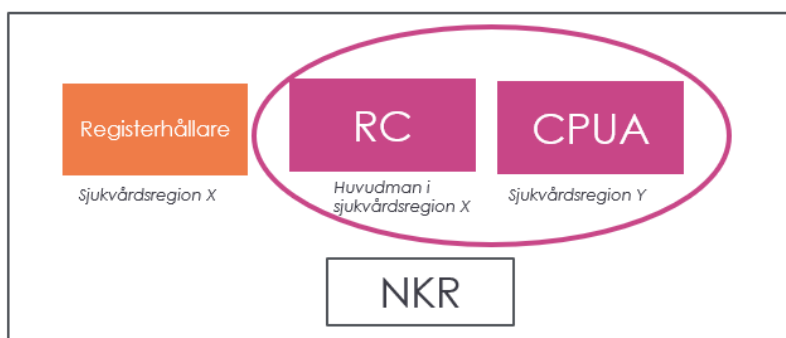 Registerhållare
RC
CPUA
Sjukvårdsregion X
Huvudman i
sjukvårdsregion X
Sjukvårdsregion Y
NKR